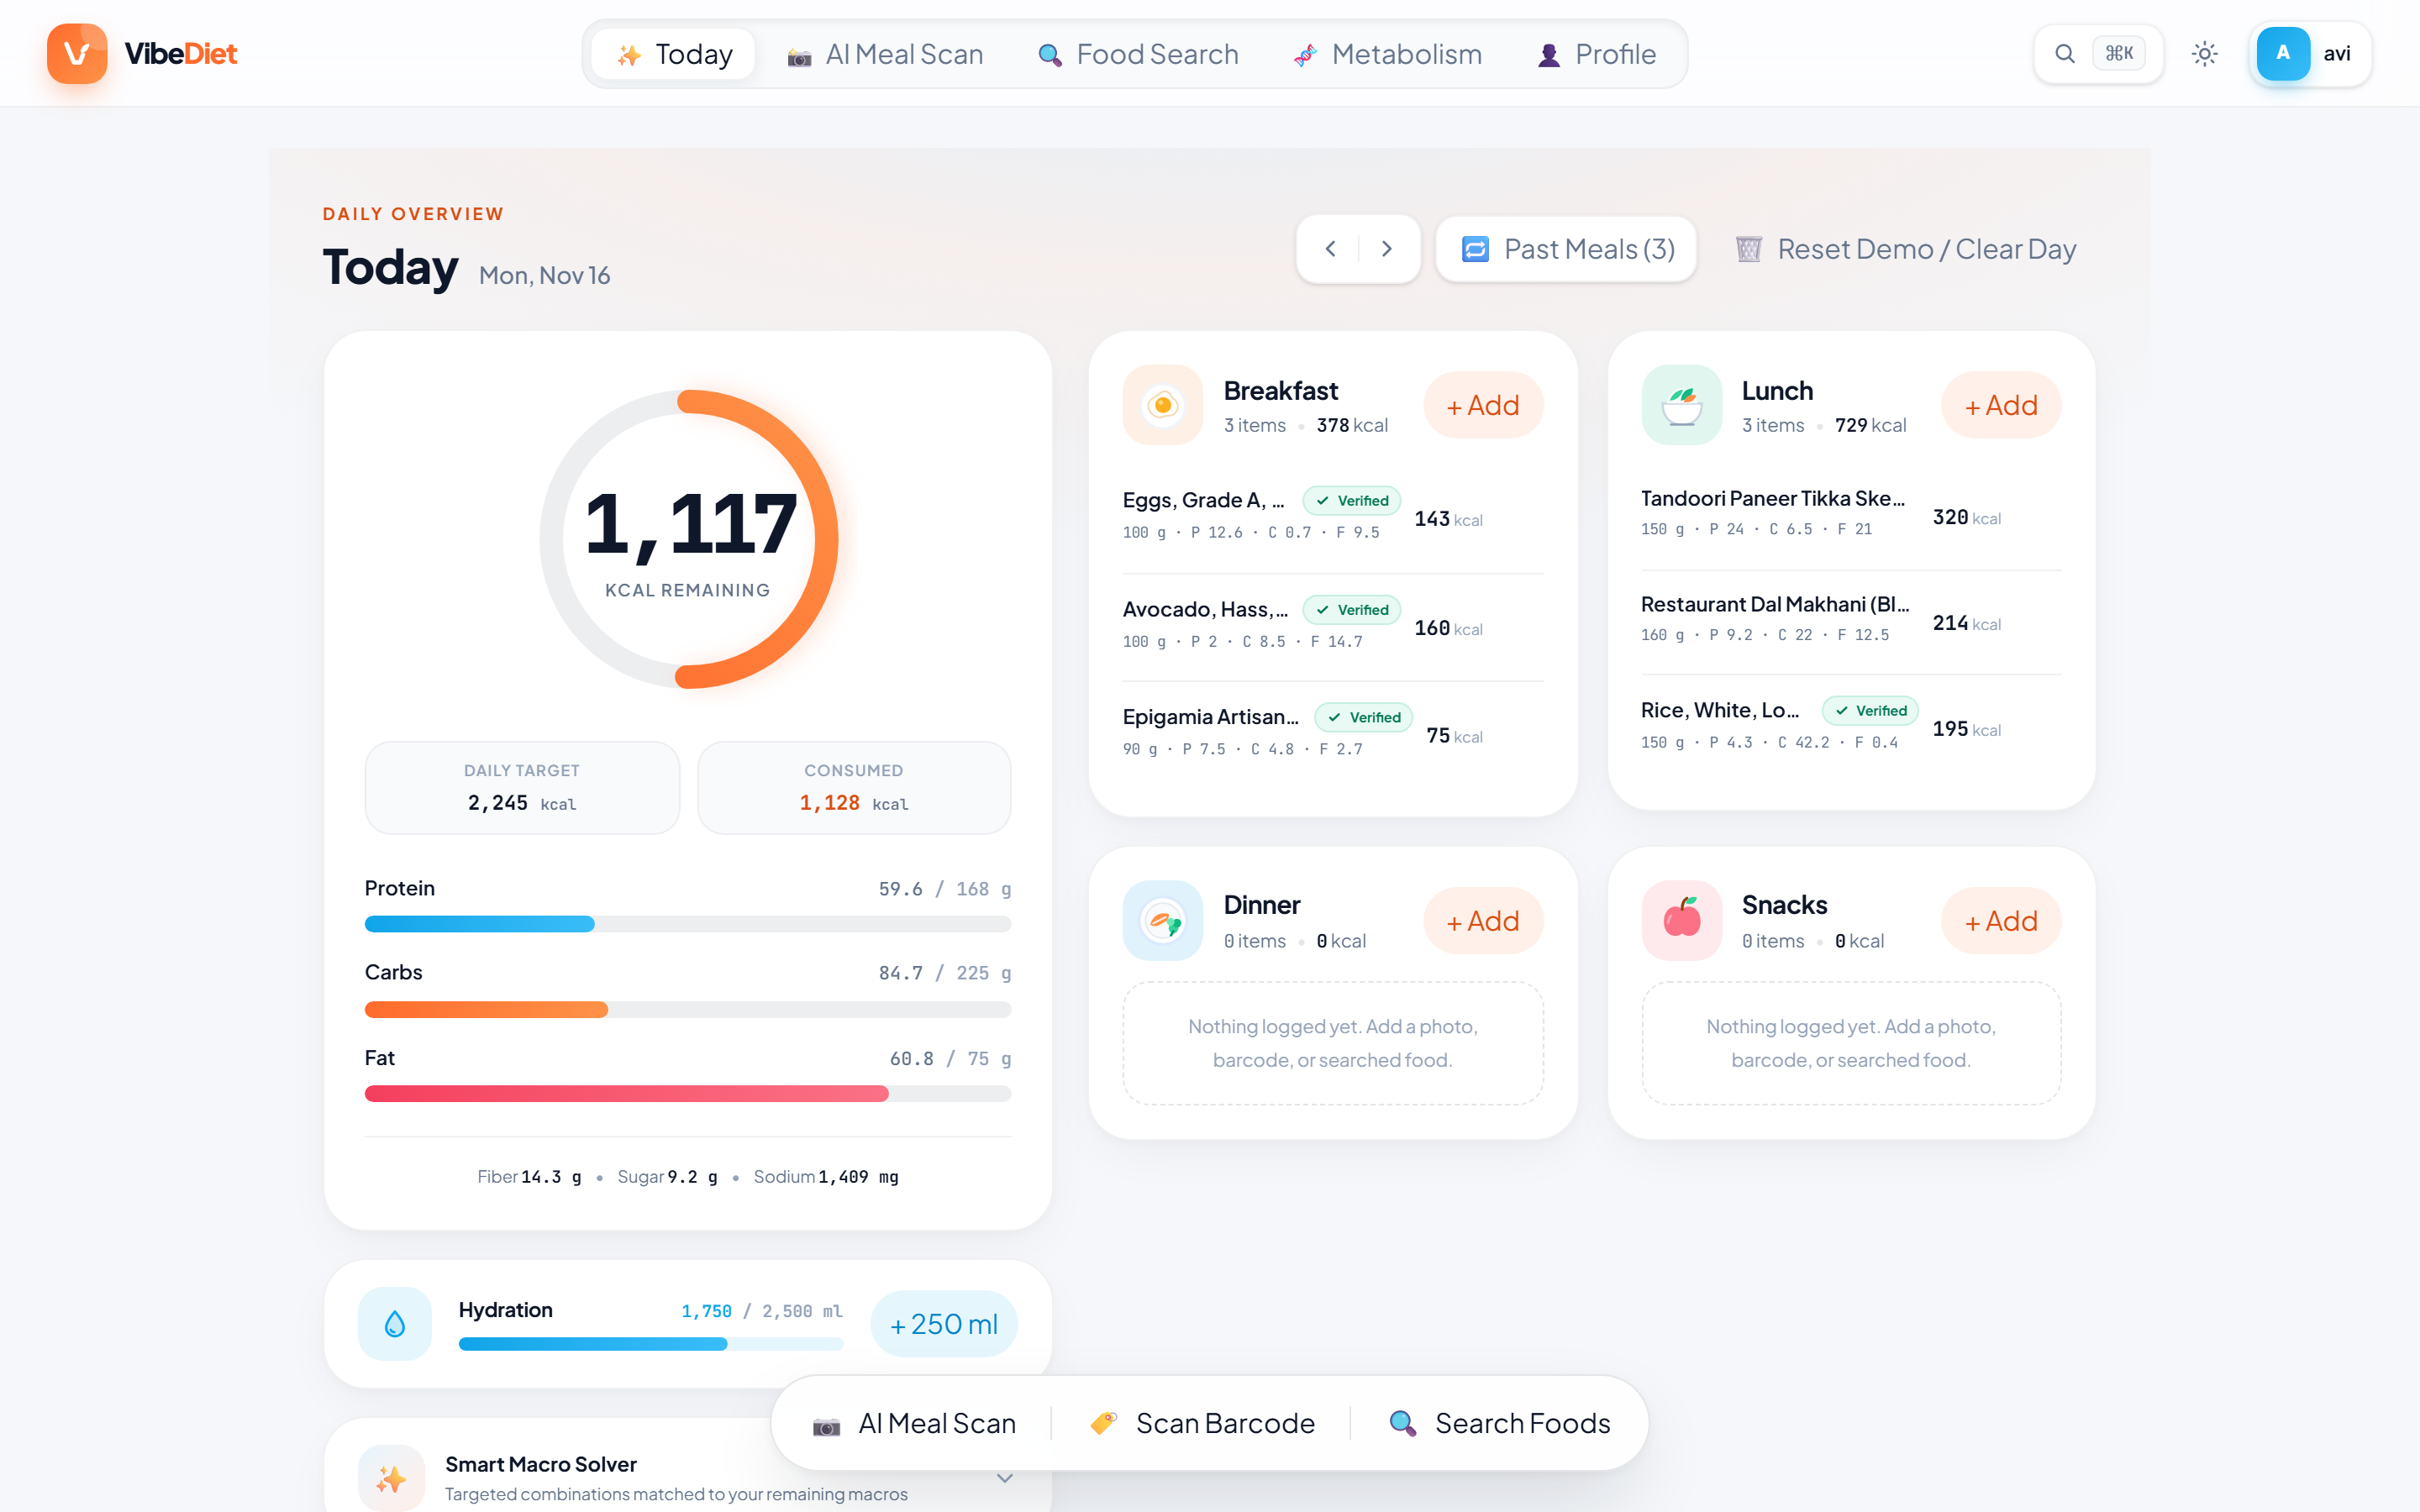 VibeDiet
Today
AI Meal Scan
Food Search
Metabolism
Profile
⌘K
A
avi
DAILY OVERVIEW
Today Mon, Nov 16
Past Meals (3)
Reset Demo / Clear Day
1,117
KCAL REMAINING
DAILY TARGET
2,245 kcal
CONSUMED
1,128 kcal
Protein 59.6 / 168 g
Carbs 84.7 / 225 g
Fat 60.8 / 75 g
Fiber 14.3 g • Sugar 9.2 g • Sodium 1,409 mg
Hydration 1,750 / 2,500 ml
+ 250 ml
Smart Macro Solver
Targeted combinations matched to your remaining macros
Breakfast
3 items • 378 kcal
+ Add
Eggs, Grade A, ... Verified
100 g · P 12.6 · C 0.7 · F 9.5
143 kcal
Avocado, Hass,... Verified
100 g · P 2 · C 8.5 · F 14.7
160 kcal
Epigamia Artisan... Verified
90 g · P 7.5 · C 4.8 · F 2.7
75 kcal
Lunch
3 items • 729 kcal
+ Add
Tandoori Paneer Tikka Ske...
150 g · P 24 · C 6.5 · F 21
320 kcal
Restaurant Dal Makhani (Bl...
160 g · P 9.2 · C 22 · F 12.5
214 kcal
Rice, White, Lo... Verified
150 g · P 4.3 · C 42.2 · F 0.4
195 kcal
Dinner
0 items • 0 kcal
+ Add
Nothing logged yet. Add a photo,
barcode, or searched food.
Snacks
0 items • 0 kcal
+ Add
Nothing logged yet. Add a photo,
barcode, or searched food.
AI Meal Scan
Scan Barcode
Search Foods